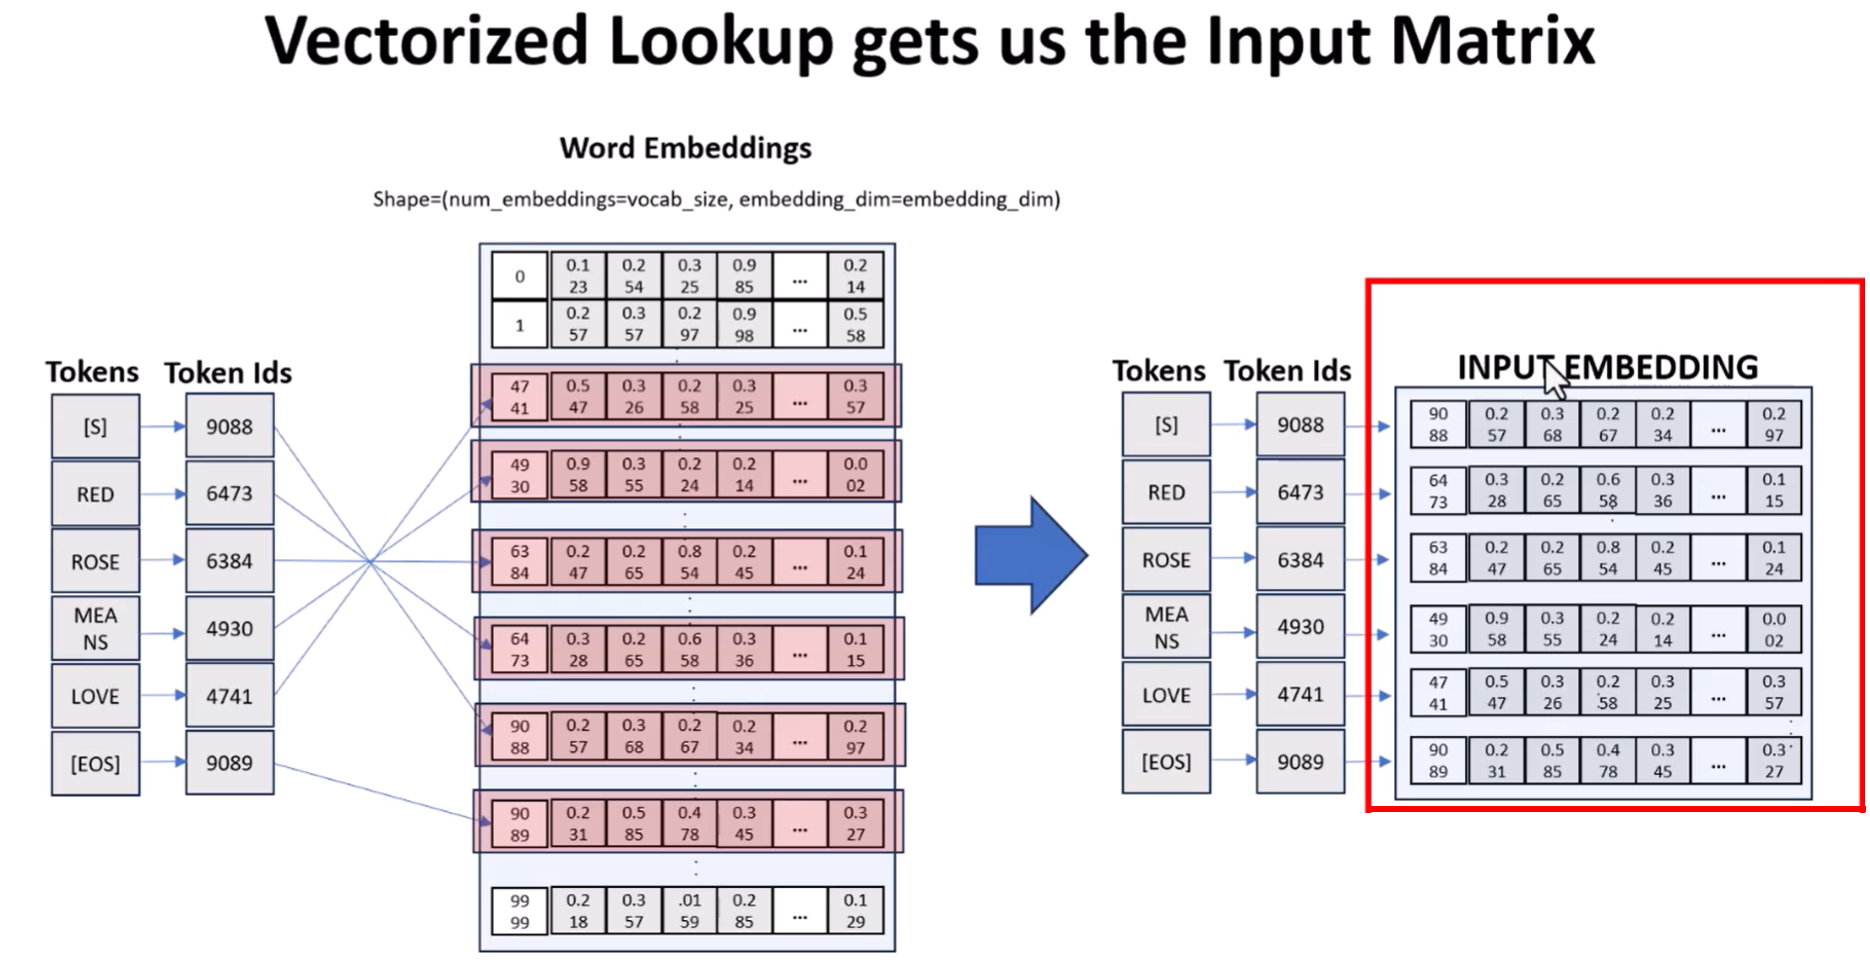 Vectorized Lookup gets us the Input Matrix
Word Embeddings
Shape=(num_embeddings=vocab_size, embedding_dim=embedding_dim)
0 0.123 0.254 0.325 0.985 ... 0.214
1 0.257 0.357 0.297 0.998 ... 0.558
4741 0.547 0.326 0.258 0.325 ... 0.357
4930 0.958 0.355 0.224 0.214 ... 0.002
6384 0.247 0.265 0.854 0.245 ... 0.124
6473 0.328 0.265 0.658 0.336 ... 0.115
9088 0.257 0.368 0.267 0.234 ... 0.297
9089 0.231 0.585 0.478 0.345 ... 0.327
9999 0.218 0.357 .0159 0.285 ... 0.129
Tokens Token Ids
[S] 9088
RED 6473
ROSE 6384
MEANS 4930
LOVE 4741
[EOS] 9089
Tokens Token Ids INPUT EMBEDDING
[S] 9088 9088 0.257 0.368 0.267 0.234 ... 0.297
RED 6473 6473 0.328 0.265 0.658 0.336 ... 0.115
ROSE 6384 6384 0.247 0.265 0.854 0.245 ... 0.124
MEANS 4930 4930 0.958 0.355 0.224 0.214 ... 0.002
LOVE 4741 4741 0.547 0.326 0.258 0.325 ... 0.357
[EOS] 9089 9089 0.231 0.585 0.478 0.345 ... 0.327